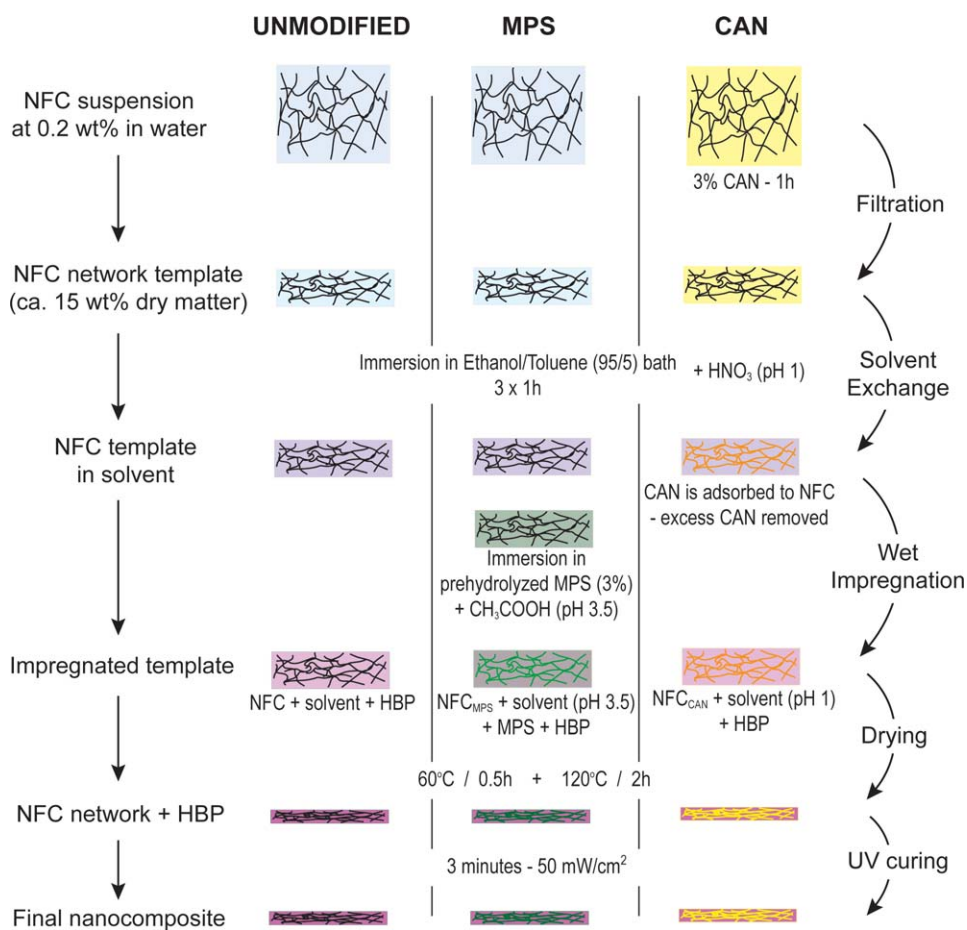 UNMODIFIED
MPS
CAN
NFC suspension
at 0.2 wt% in water
3% CAN - 1h
Filtration
NFC network template
(ca. 15 wt% dry matter)
Immersion in Ethanol/Toluene (95/5) bath
3 x 1h
+ HNO₃ (pH 1)
Solvent
Exchange
NFC template
in solvent
CAN is adsorbed to NFC
- excess CAN removed
Immersion in
prehydrolyzed MPS (3%)
+ CH₃COOH (pH 3.5)
Wet
Impregnation
Impregnated template
NFC + solvent + HBP
NFC_MPS + solvent (pH 3.5)
+ MPS + HBP
NFC_CAN + solvent (pH 1)
+ HBP
Drying
60°C / 0.5h + 120°C / 2h
NFC network + HBP
3 minutes - 50 mW/cm²
UV curing
Final nanocomposite